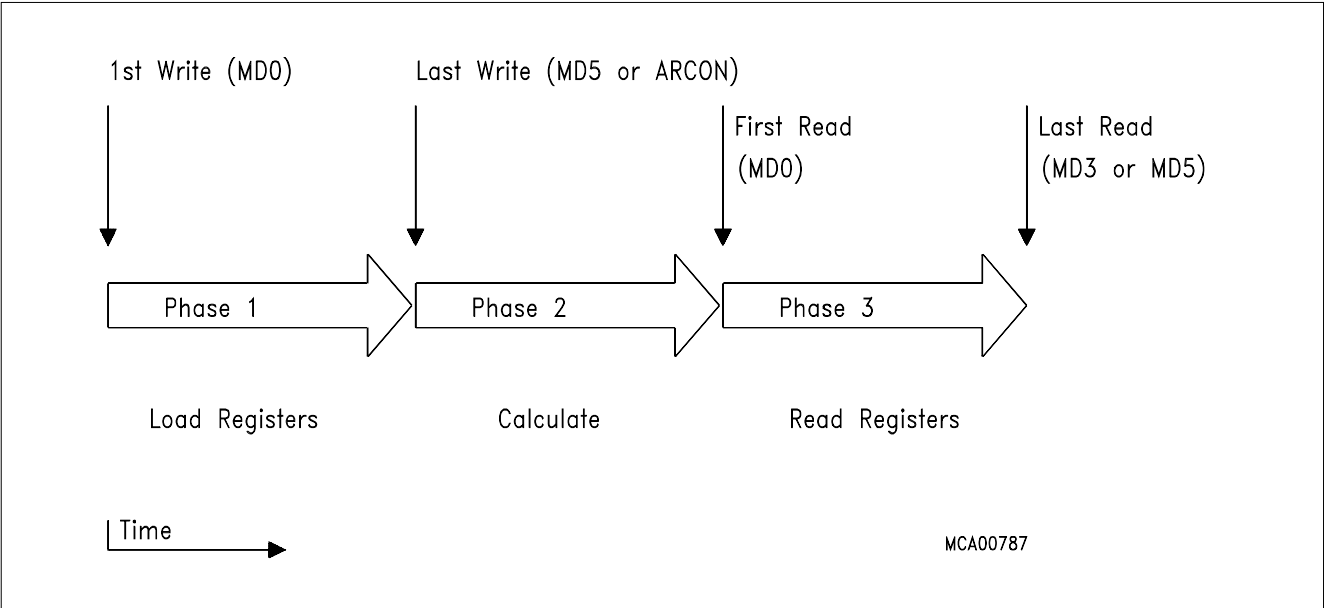 1st Write (MD0)
Last Write (MD5 or ARCON)
First Read
(MD0)
Last Read
(MD3 or MD5)
Phase 1
Phase 2
Phase 3
Load Registers
Calculate
Read Registers
Time
MCA00787